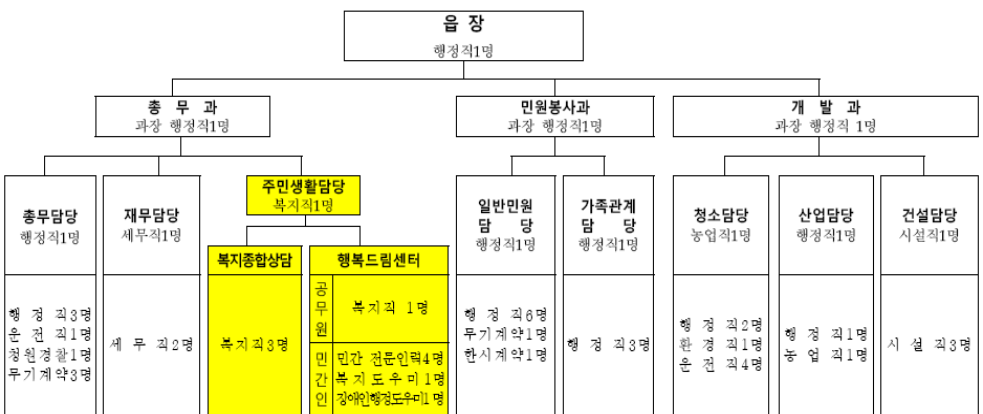 읍 장
행정직1명
총 무 과
과장 행정직1명
민원봉사과
과장 행정직1명
개 발 과
과장 행정직 1명
총무담당
행정직1명
재무담당
세무직1명
주민생활담당
복지직1명
일반민원
담 당
행정직1명
가족관계
담 당
행정직1명
청소담당
농업직1명
산업담당
행정직1명
건설담당
시설직1명
복지종합상담
행복드림센터
행 정 직3명
운 전 직1명
청원경찰1명
무기계약3명
세 무 직2명
복지직3명
공무원
복지직 1명
민간인
민간 전문인력4명
복지도우미1명
장애인행정도우미1명
행 정 직6명
무기계약1명
한시계약1명
행 정 직3명
행 정 직2명
환 경 직1명
운 전 직4명
행 정 직1명
농 업 직1명
시 설 직3명